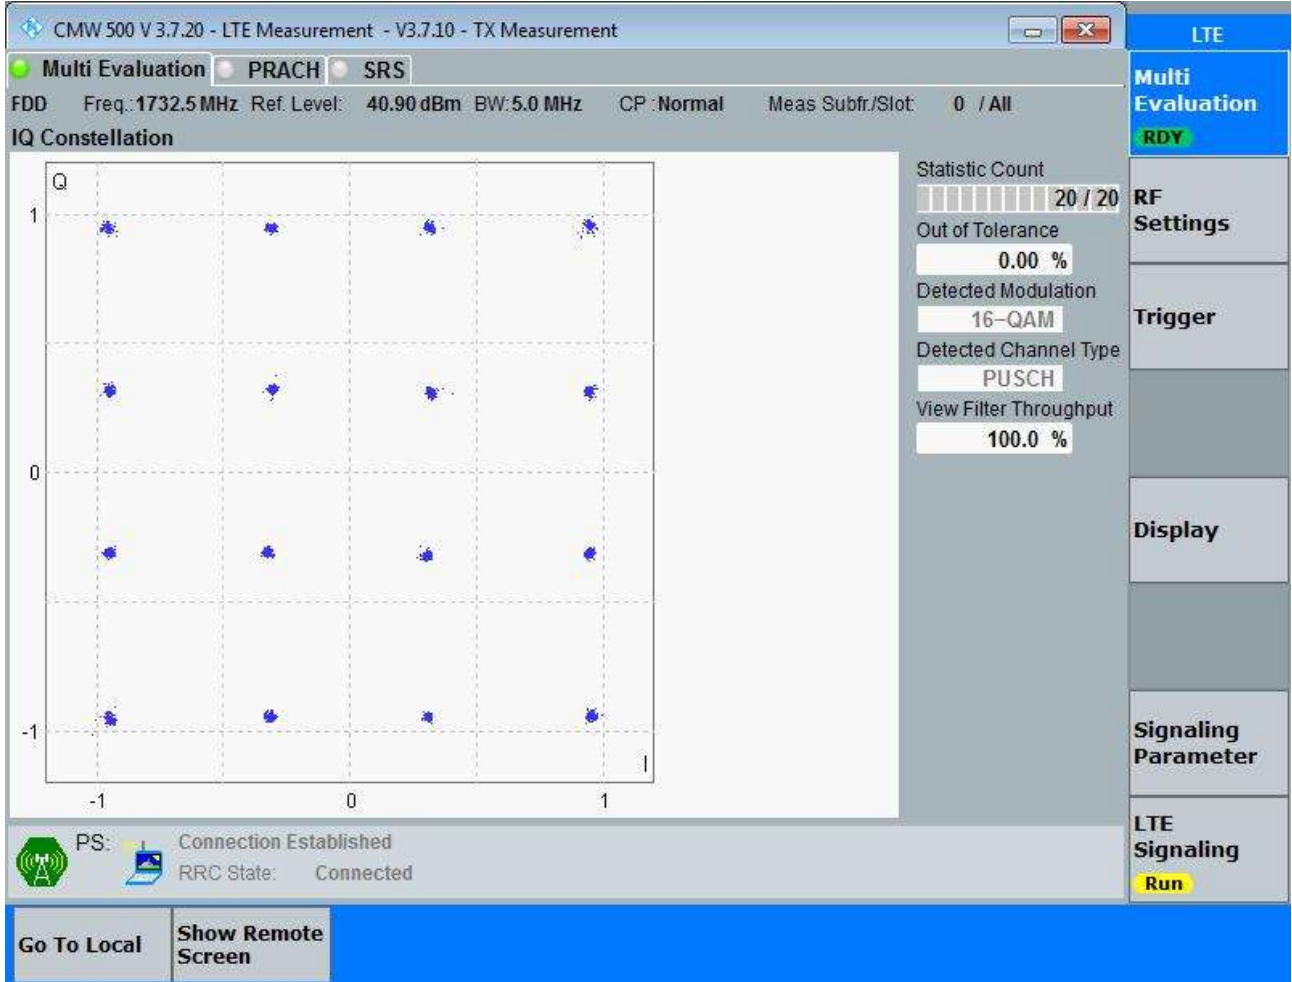 CMW 500 V 3.7.20 - LTE Measurement - V3.7.10 - TX Measurement
LTE
Multi Evaluation PRACH SRS
FDD Freq.:1732.5 MHz Ref. Level: 40.90 dBm BW:5.0 MHz CP :Normal Meas Subfr./Slot: 0 / All
IQ Constellation
Q
1
0
-1
I
-1 0 1
Statistic Count
20 / 20
Out of Tolerance
0.00 %
Detected Modulation
16-QAM
Detected Channel Type
PUSCH
View Filter Throughput
100.0 %
Multi
Evaluation
RDY
RF
Settings
Trigger
Display
Signaling
Parameter
LTE
Signaling
Run
PS: Connection Established
RRC State: Connected
Go To Local
Show Remote
Screen